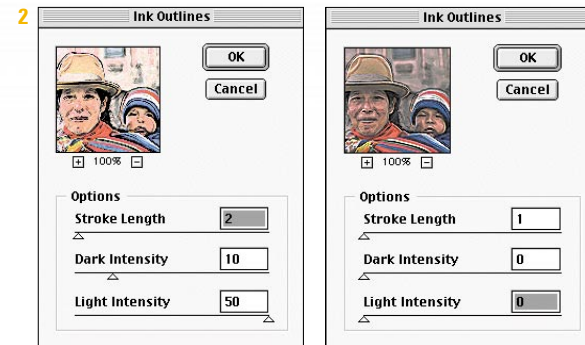 2
Ink Outlines
OK
Cancel
+ 100% -
Options
Stroke Length 2
Dark Intensity 10
Light Intensity 50
Ink Outlines
OK
Cancel
+ 100% -
Options
Stroke Length 1
Dark Intensity 0
Light Intensity 0